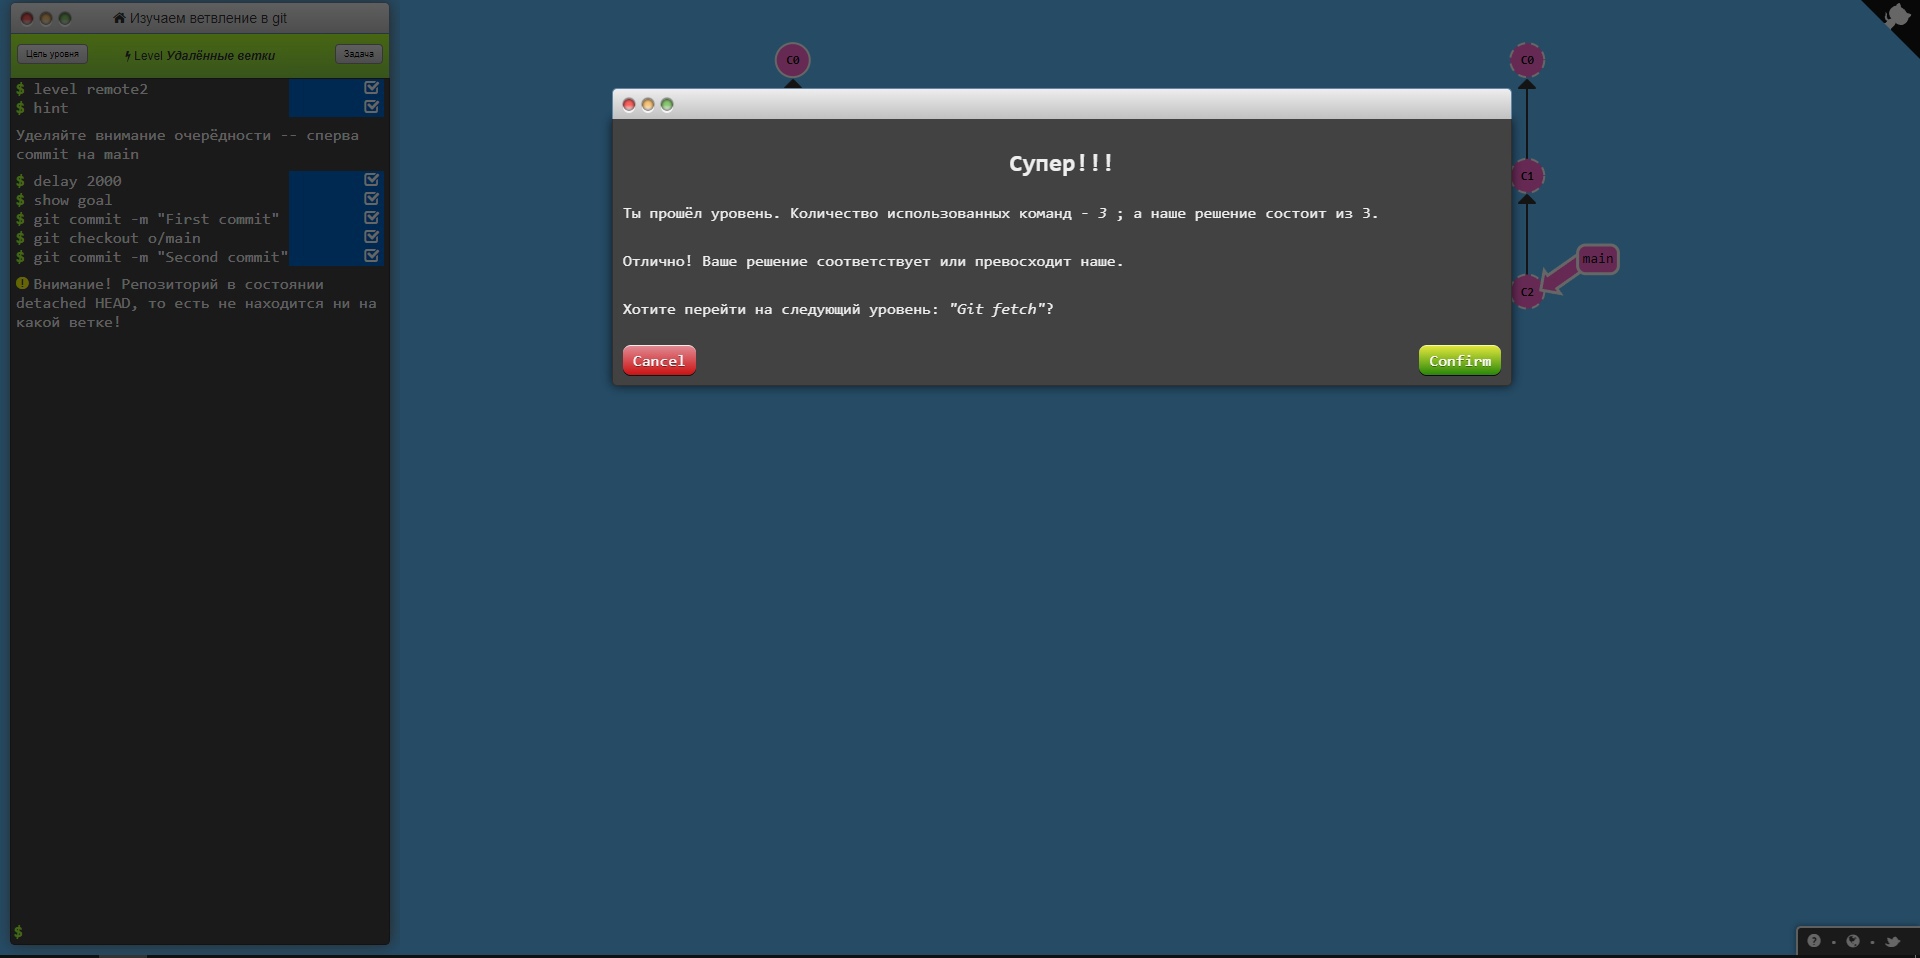 Изучаем ветвление в git
Цель уровня
Level Удалённые ветки
Задача
$ level remote2
$ hint
Уделяйте внимание очерёдности -- сперва
commit на main
$ delay 2000
$ show goal
$ git commit -m "First commit"
$ git checkout o/main
$ git commit -m "Second commit"
Внимание! Репозиторий в состоянии
detached HEAD, то есть не находится ни на
какой ветке!
$
C0
Супер!!!
Ты прошёл уровень. Количество использованных команд - 3 ; а наше решение состоит из 3.
Отлично! Ваше решение соответствует или превосходит наше.
Хотите перейти на следующий уровень: "Git fetch"?
Cancel
Confirm
C0
C1
main
C2